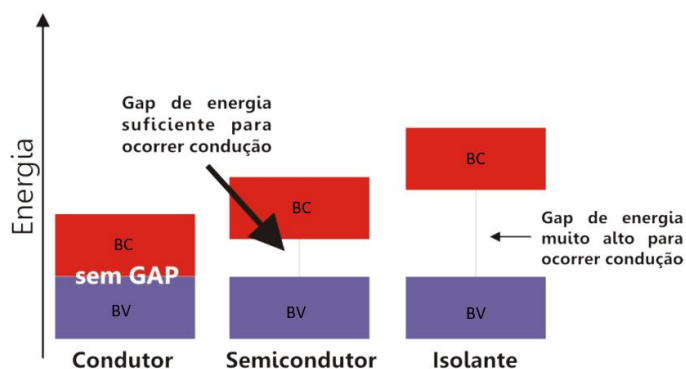 Energia
Gap de energia
suficiente para
ocorrer condução
BC
sem GAP
BV
Condutor
BC
BV
Semicondutor
BC
BV
Isolante
Gap de energia
muito alto para
ocorrer condução